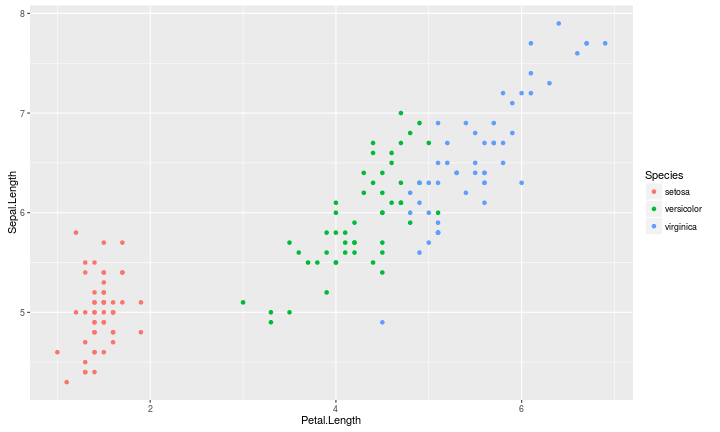 8
7
6
5
Sepal.Length
2
4
6
Petal.Length
Species
setosa
versicolor
virginica